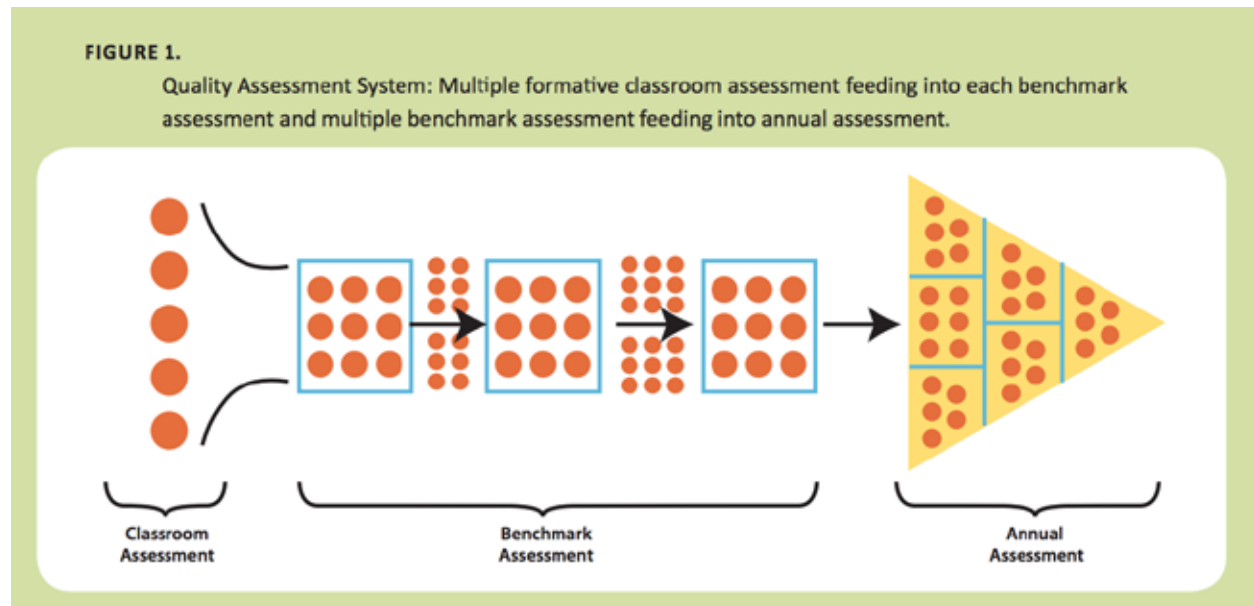 FIGURE 1.
Quality Assessment System: Multiple formative classroom assessment feeding into each benchmark
assessment and multiple benchmark assessment feeding into annual assessment.
Classroom
Assessment
Benchmark
Assessment
Annual
Assessment